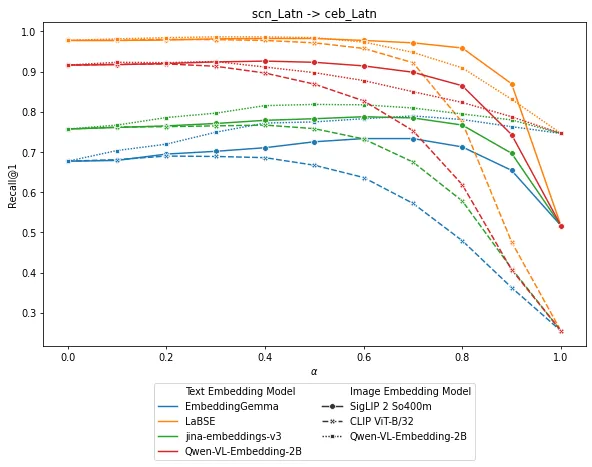 scn_Latn -> ceb_Latn
Recall@1
1.0
0.9
0.8
0.7
0.6
0.5
0.4
0.3
0.0 0.2 0.4 0.6 0.8 1.0
α
Text Embedding Model Image Embedding Model
EmbeddingGemma SigLIP 2 So400m
LaBSE CLIP ViT-B/32
jina-embeddings-v3 Qwen-VL-Embedding-2B
Qwen-VL-Embedding-2B